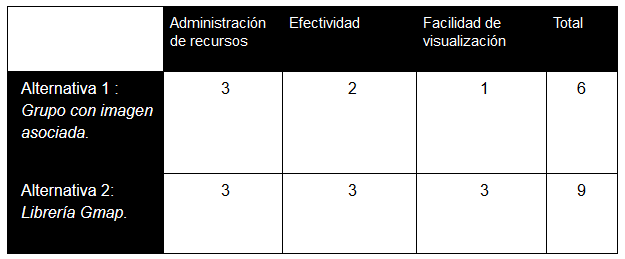 Administración de recursos
Efectividad
Facilidad de visualización
Total
Alternativa 1 :
Grupo con imagen
asociada.
3
2
1
6
Alternativa 2:
Librería Gmap.
3
3
3
9